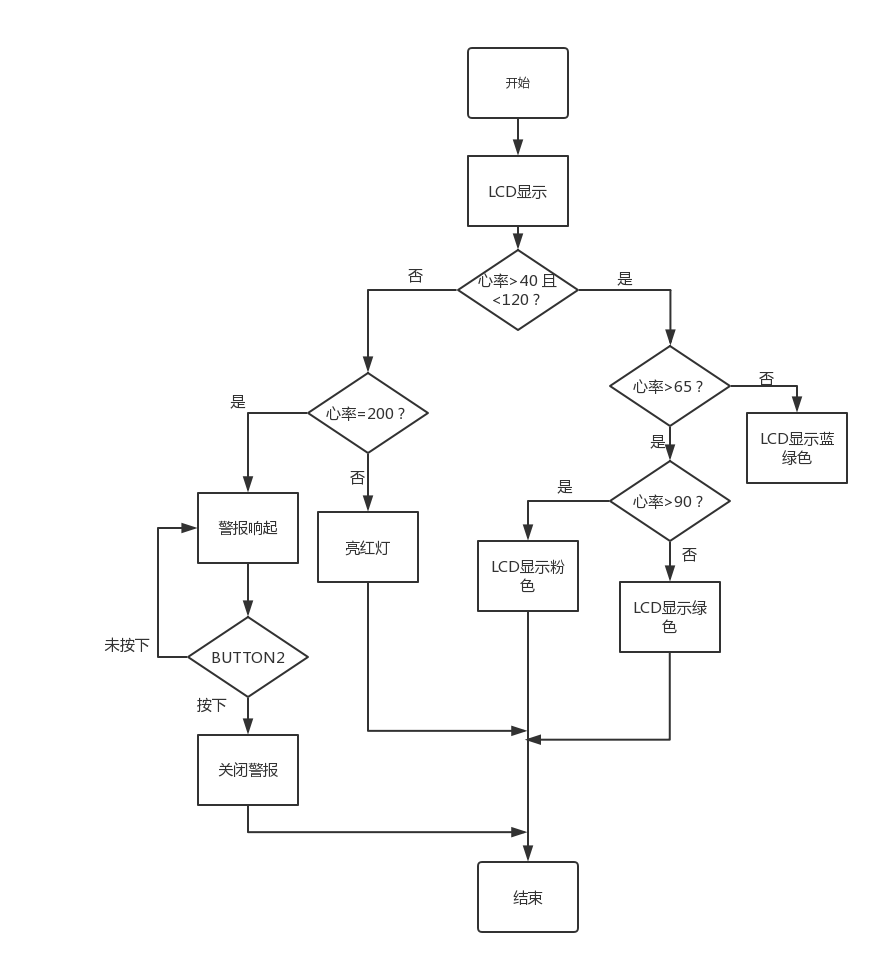 开始
LCD显示
心率>40 且
<120？
否
是
心率>65？
否
心率=200？
是
LCD显示蓝
绿色
是
否
心率>90？
是
警报响起
亮红灯
否
LCD显示粉
色
LCD显示绿
色
未按下
BUTTON2
按下
关闭警报
结束